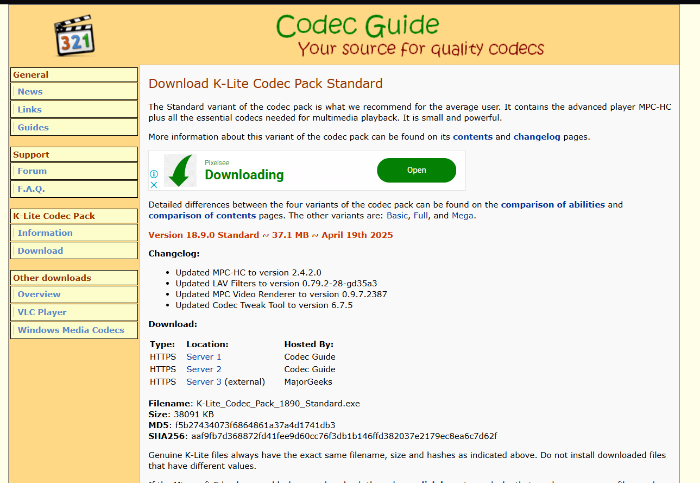 321
Codec Guide
Your source for quality codecs
General
News
Links
Guides
Support
Forum
F.A.Q.
K-Lite Codec Pack
Information
Download
Other downloads
Overview
VLC Player
Windows Media Codecs
Download K-Lite Codec Pack Standard
The Standard variant of the codec pack is what we recommend for the average user. It contains the advanced player MPC-HC
plus all the essential codecs needed for multimedia playback. It is small and powerful.
More information about this variant of the codec pack can be found on its contents and changelog pages.
Pixelsee
Downloading
Open
Detailed differences between the four variants of the codec pack can be found on the comparison of abilities and
comparison of contents pages. The other variants are: Basic, Full, and Mega.
Version 18.9.0 Standard ~ 37.1 MB ~ April 19th 2025
Changelog:
• Updated MPC-HC to version 2.4.2.0
• Updated LAV Filters to version 0.79.2-28-gd35a3
• Updated MPC Video Renderer to version 0.9.7.2387
• Updated Codec Tweak Tool to version 6.7.5
Download:
Type: Location: Hosted By:
HTTPS Server 1 Codec Guide
HTTPS Server 2 Codec Guide
HTTPS Server 3 (external) MajorGeeks
Filename: K-Lite_Codec_Pack_1890_Standard.exe
Size: 38091 KB
MD5: f5b27434073f6864861a37a4d1741db3
SHA256: aaf9fb7d368872fd41fee9d60cc76f3db1b146ffd382037e2179ec8ea6c7d62f
Genuine K-Lite files always have the exact same filename, size and hashes as indicated above. Do not install downloaded files
that have different values.